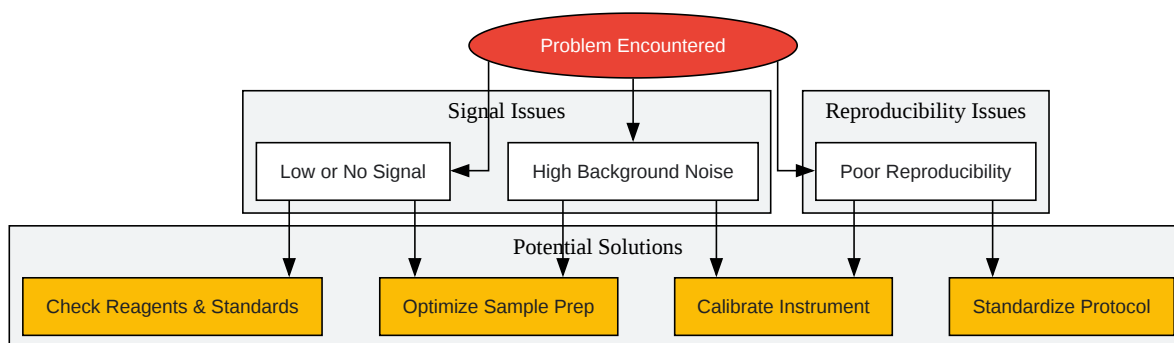 Problem Encountered
Signal Issues
Reproducibility Issues
Low or No Signal
High Background Noise
Poor Reproducibility
Potential Solutions
Check Reagents & Standards
Optimize Sample Prep
Calibrate Instrument
Standardize Protocol